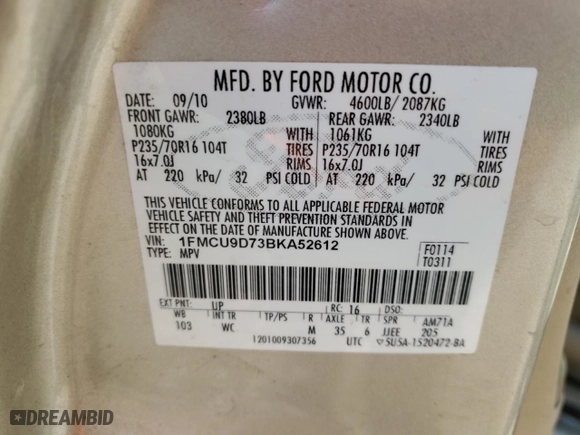 MFD. BY FORD MOTOR CO.
DATE: 09/10 GVWR: 4600LB/ 2087KG
FRONT GAWR: 2380LB REAR GAWR: 2340LB
1080KG WITH 1061KG WITH
P235/70R16 104T TIRES P235/70R16 104T TIRES
16x7.0J RIMS 16x7.0J RIMS
AT 220 kPa/ 32 PSI COLD AT 220 kPa/ 32 PSI COLD
THIS VEHICLE CONFORMS TO ALL APPLICABLE FEDERAL MOTOR
VEHICLE SAFETY AND THEFT PREVENTION STANDARDS IN
EFFECT ON THE DATE OF MANUFACTURE SHOWN ABOVE.
VIN: 1FMCU9D73BKA52612 F0114
TYPE: MPV T0311
EXT PNT: UP RC: 16 DSO:
WB INT TR TP/PS R AXLE TR SPR AM71A
103 WC M 35 6 JJEE 205
1201009307356 UTC ▽5U5A-1520472-BA
DREAMBID